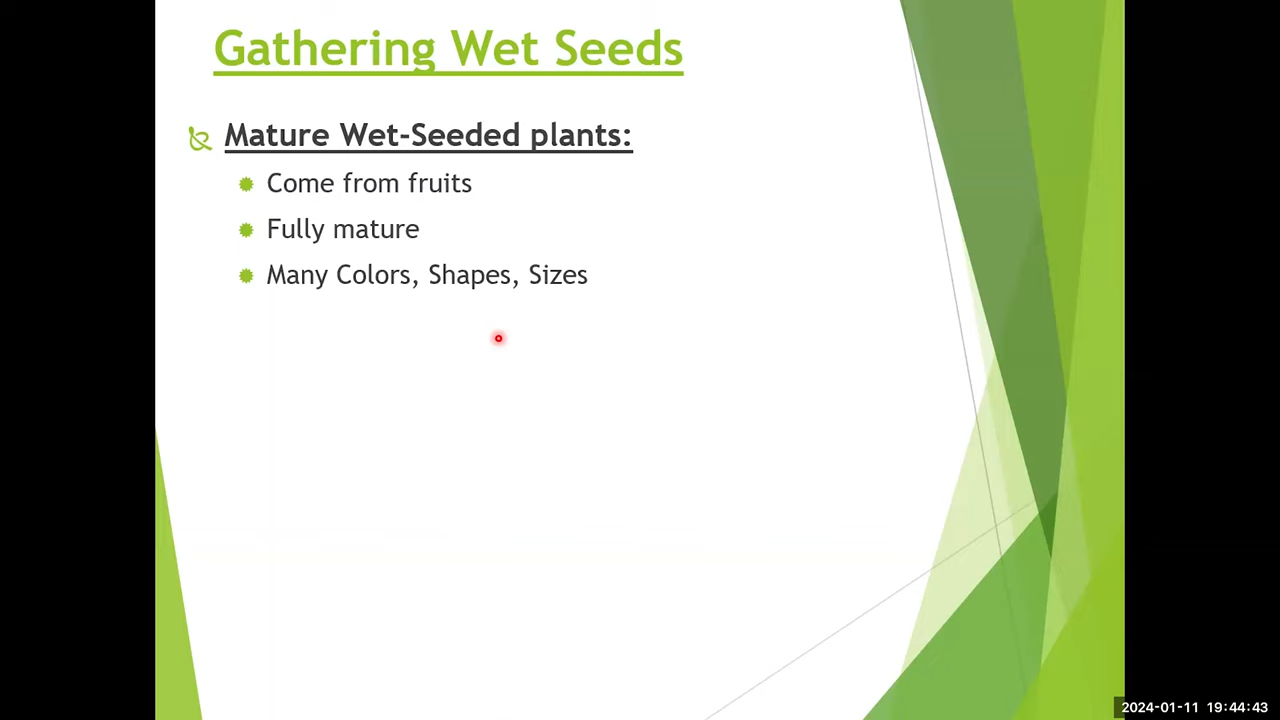 Gathering Wet Seeds
Mature Wet-Seeded plants:
Come from fruits
Fully mature
Many Colors, Shapes, Sizes
2024-01-11 19:44:43